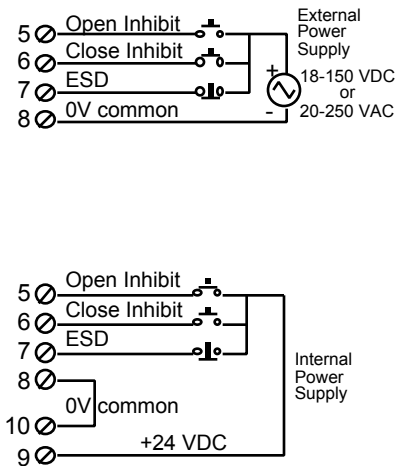 External
Power
Supply
5 Open Inhibit
6 Close Inhibit
7 ESD
8 0V common
+
-
18-150 VDC
or
20-250 VAC
5 Open Inhibit
6 Close Inhibit
7 ESD
8
0V common
10
9 +24 VDC
Internal
Power
Supply